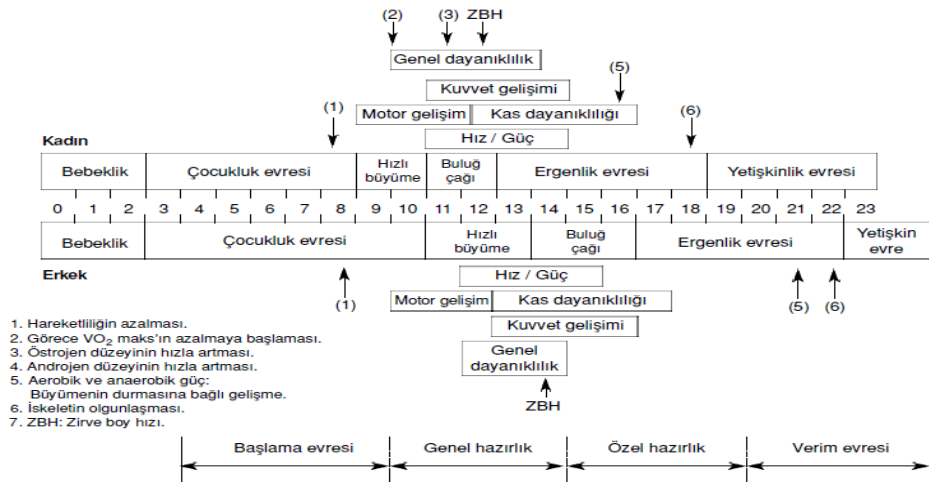 (2) (3) ZBH
Genel dayanıklılık
(5)
Kuvvet gelişimi
(1) (6)
Motor gelişim Kas dayanıklılığı
Kadın Hız / Güç
Bebeklik Çocukluk evresi Hızlı büyüme Buluğ çağı Ergenlik evresi Yetişkinlik evresi
0 1 2 3 4 5 6 7 8 9 10 11 12 13 14 15 16 17 18 19 20 21 22 23
Bebeklik Çocukluk evresi Hızlı büyüme Buluğ çağı Ergenlik evresi Yetişkin evre
Erkek Hız / Güç
(1) Motor gelişim Kas dayanıklılığı (5) (6)
Kuvvet gelişimi
Genel dayanıklılık
ZBH
1. Hareketliliğin azalması.
2. Görece VO2 maks'ın azalmaya başlaması.
3. Östrojen düzeyinin hızla artması.
4. Androjen düzeyinin hızla artması.
5. Aerobik ve anaerobik güç:
Büyümenin durmasına bağlı gelişme.
6. İskeletin olgunlaşması.
7. ZBH: Zirve boy hızı.
Başlama evresi Genel hazırlık Özel hazırlık Verim evresi